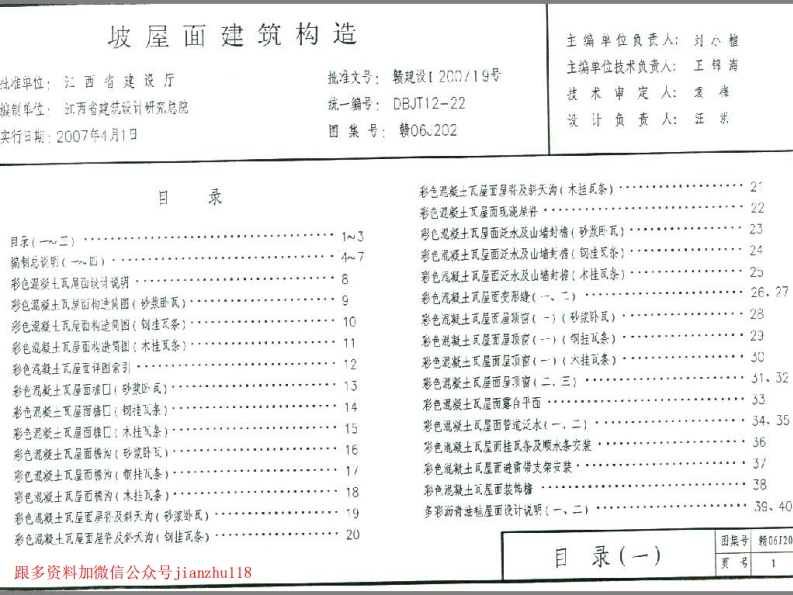 坡屋面建筑构造
批准单位: 江西省建设厅
批准文号: 赣建设[2007]9号
编制单位: 江西省建筑设计研究总院
统一编号: DBJT12-22
实行日期: 2007年4月1日
图集号: 赣06J202
主编单位负责人:
主编单位技术负责人: 王锦海
技术审定人:
设计负责人: 汪
目 录
目录(一~三) 1~3
编制总说明(一~四) 4~7
彩色混凝土瓦屋面设计说明 8
彩色混凝土瓦屋面构造简图(砂浆卧瓦) 9
彩色混凝土瓦屋面构造简图(钢挂瓦条) 10
彩色混凝土瓦屋面构造简图(木挂瓦条) 11
彩色混凝土瓦屋面详图索引 12
彩色混凝土瓦屋面檐口(砂浆卧瓦) 13
彩色混凝土瓦屋面檐口(钢挂瓦条) 14
彩色混凝土瓦屋面檐口(木挂瓦条) 15
彩色混凝土瓦屋面檐沟(砂浆卧瓦) 16
彩色混凝土瓦屋面檐沟(钢挂瓦条) 17
彩色混凝土瓦屋面檐沟(木挂瓦条) 18
彩色混凝土瓦屋面屋脊及斜天沟(砂浆卧瓦) 19
彩色混凝土瓦屋面屋脊及斜天沟(钢挂瓦条) 20
彩色混凝土瓦屋面屋脊及斜天沟(木挂瓦条) 21
彩色混凝土瓦屋面现浇屋脊 22
彩色混凝土瓦屋面泛水及山墙封檐(砂浆卧瓦) 23
彩色混凝土瓦屋面泛水及山墙封檐(钢挂瓦条) 24
彩色混凝土瓦屋面泛水及山墙封檐(木挂瓦条) 25
彩色混凝土瓦屋面变形缝(一、二) 26、27
彩色混凝土瓦屋面屋顶窗(一)(砂浆卧瓦) 28
彩色混凝土瓦屋面屋顶窗(一)(钢挂瓦条) 29
彩色混凝土瓦屋面屋顶窗(一)(木挂瓦条) 30
彩色混凝土瓦屋面屋顶窗(二、三) 31、32
彩色混凝土瓦屋面露台平面 33
彩色混凝土瓦屋面管道泛水(一、二) 34、35
彩色混凝土瓦屋面挂瓦条及顺水条安装 36
彩色混凝土瓦屋面避雷带支架安装 37
彩色混凝土瓦屋面装饰檐 38
多彩沥青油毡屋面设计说明(一、二) 39、40
目 录(一)
图集号 赣06J20
页 号 1
跟多资料加微信公众号jianzhu118